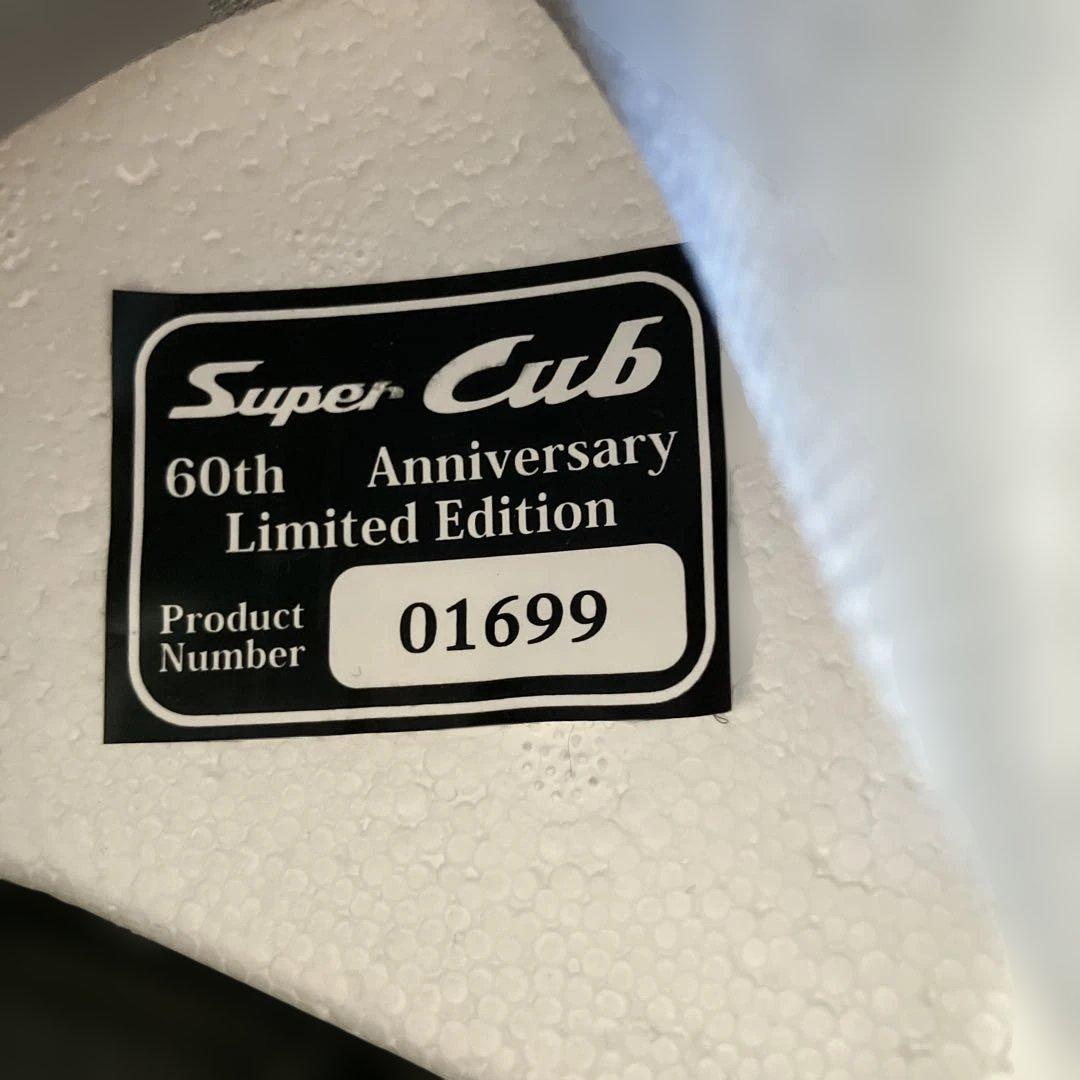 Super Cub
60th Anniversary
Limited Edition
Product
Number
01699